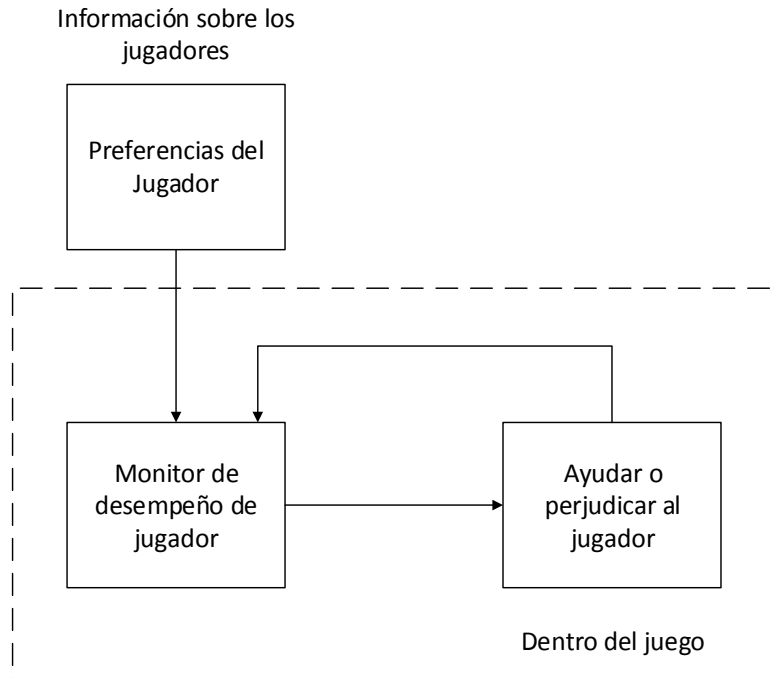 Información sobre los
jugadores
Preferencias del
Jugador
Monitor de
desempeño de
jugador
Ayudar o
perjudicar al
jugador
Dentro del juego